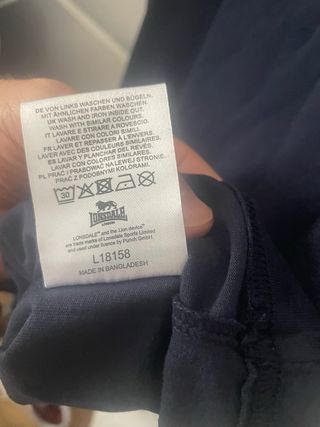 DE VON LINKS WASCHEN UND BÜGELN.
MIT ÄHNLICHEN FARBEN WASCHEN.
UK WASH AND IRON INSIDE OUT.
WASH WITH SIMILAR COLOURS.
IT LAVARE E STIRARE A ROVESCIO.
LAVARE CON COLORI SIMILI.
FR LAVER ET REPASSER À L'ENVERS.
LAVER AVEC DES COULEURS SIMILAIRES.
ES LAVAR Y PLANCHAR DEL REVÉS.
LAVAR CON COLORES SIMILARES.
PL PRAĆ I PRASOWAĆ NA LEWEJ STRONIE.
PRAĆ Z PODOBNYMI KOLORAMI.
30
LONSDALE
LONDON
LONSDALE™ and the Lion device™
are trade marks of Lonsdale Sports Limited
and used under licence by Punch GmbH.
L18158
MADE IN BANGLADESH